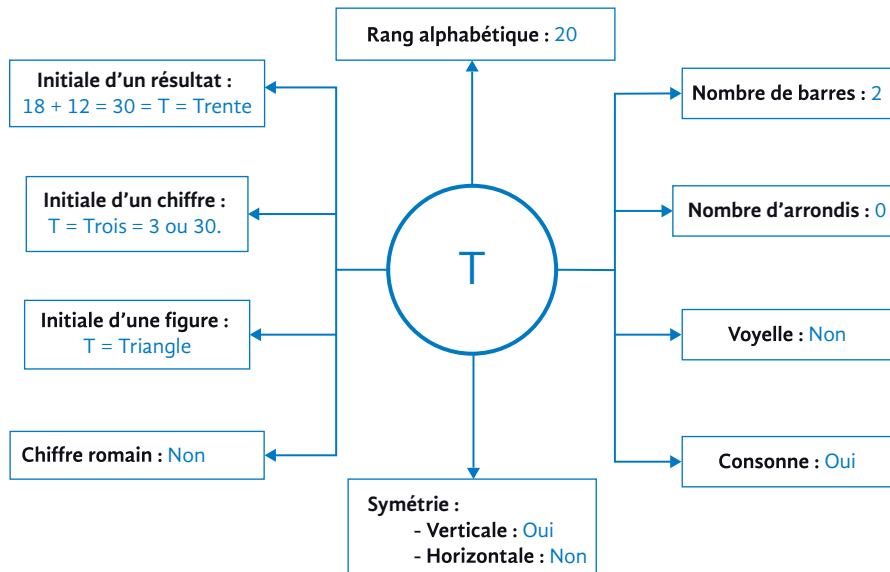 Rang alphabétique : 20
Initiale d’un résultat :
18 + 12 = 30 = T = Trente
Nombre de barres : 2
Initiale d’un chiffre :
T = Trois = 3 ou 30.
Nombre d’arrondis : 0
T
Initiale d’une figure :
T = Triangle
Voyelle : Non
Chiffre romain : Non
Consonne : Oui
Symétrie :
- Verticale : Oui
- Horizontale : Non